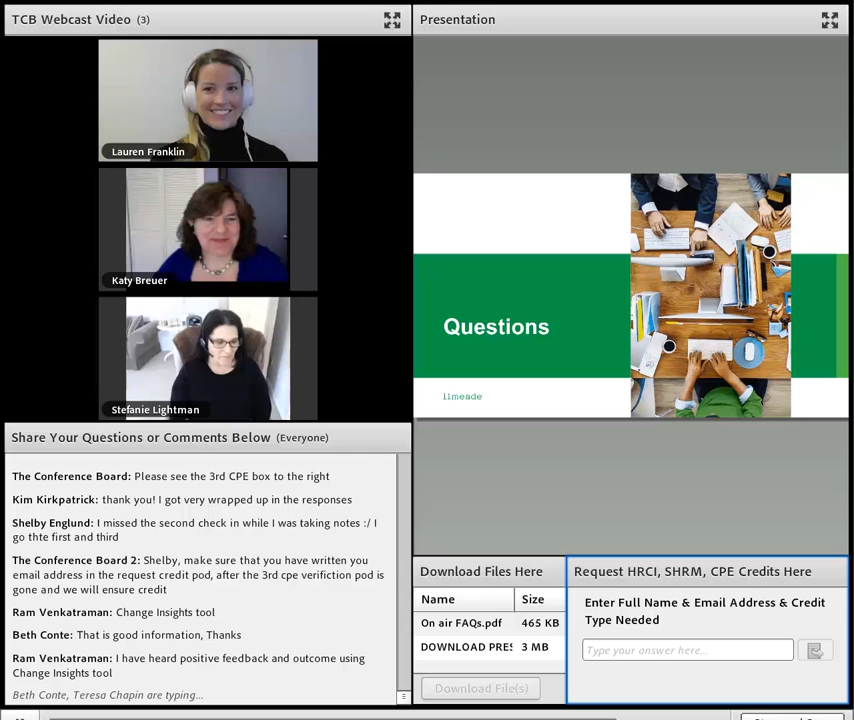 TCB Webcast Video (3)
Lauren Franklin
Katy Breuer
Stefanie Lightman
Share Your Questions or Comments Below (Everyone)
The Conference Board: Please see the 3rd CPE box to the right
Kim Kirkpatrick: thank you! I got very wrapped up in the responses
Shelby Englund: I missed the second check in while I was taking notes :/ I
go thte first and third
The Conference Board 2: Shelby, make sure that you have written you
email address in the request credit pod, after the 3rd cpe verifiction pod is
gone and we will ensure credit
Ram Venkatraman: Change Insights tool
Beth Conte: That is good information, Thanks
Ram Venkatraman: I have heard positive feedback and outcome using
Change Insights tool
Beth Conte, Teresa Chapin are typing...
Presentation
Questions
limeade
Download Files Here
Name Size
On air FAQs.pdf 465 KB
DOWNLOAD PRES 3 MB
Download File(s)
Request HRCI, SHRM, CPE Credits Here
Enter Full Name & Email Address & Credit
Type Needed
Type your answer here...